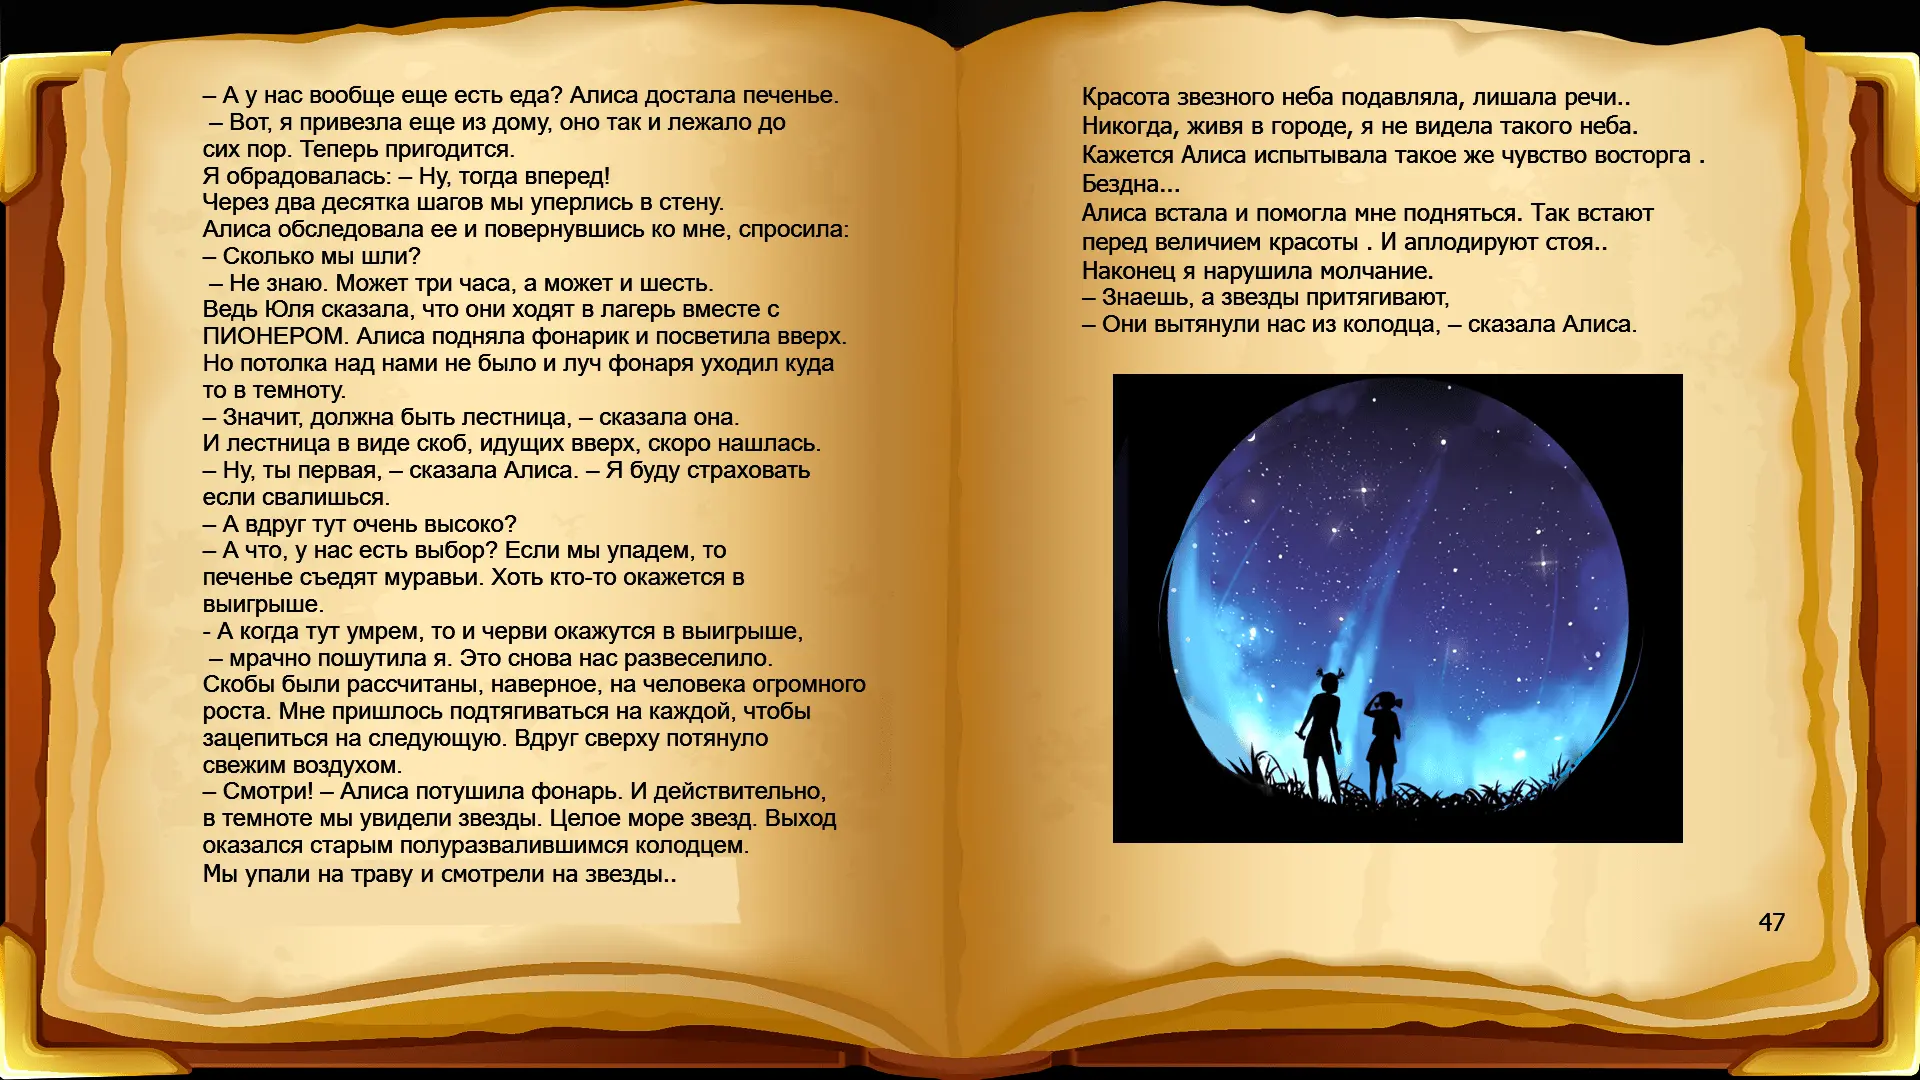 – А у нас вообще еще есть еда? Алиса достала печенье.
– Вот, я привезла еще из дому, оно так и лежало до
сих пор. Теперь пригодится.
Я обрадовалась: – Ну, тогда вперед!
Через два десятка шагов мы уперлись в стену.
Алиса обследовала ее и повернувшись ко мне, спросила:
– Сколько мы шли?
– Не знаю. Может три часа, а может и шесть.
Ведь Юля сказала, что они ходят в лагерь вместе с
ПИОНЕРОМ. Алиса подняла фонарик и посветила вверх.
Но потолка над нами не было и луч фонаря уходил куда
то в темноту.
– Значит, должна быть лестница, – сказала она.
И лестница в виде скоб, идущих вверх, скоро нашлась.
– Ну, ты первая, – сказала Алиса. – Я буду страховать
если свалишься.
– А вдруг тут очень высоко?
– А что, у нас есть выбор? Если мы упадем, то
печенье съедят муравьи. Хоть кто-то окажется в
выигрыше.
- А когда тут умрем, то и черви окажутся в выигрыше,
– мрачно пошутила я. Это снова нас развеселило.
Скобы были рассчитаны, наверное, на человека огромного
роста. Мне пришлось подтягиваться на каждой, чтобы
зацепиться на следующую. Вдруг сверху потянуло
свежим воздухом.
– Смотри! – Алиса потушила фонарь. И действительно,
в темноте мы увидели звезды. Целое море звезд. Выход
оказался старым полуразвалившимся колодцем.
Мы упали на траву и смотрели на звезды..
Красота звезного неба подавляла, лишала речи..
Никогда, живя в городе, я не видела такого неба.
Кажется Алиса испытывала такое же чувство восторга .
Бездна...
Алиса встала и помогла мне подняться. Так встают
перед величием красоты . И аплодируют стоя..
Наконец я нарушила молчание.
– Знаешь, а звезды притягивают,
– Они вытянули нас из колодца, – сказала Алиса.
47